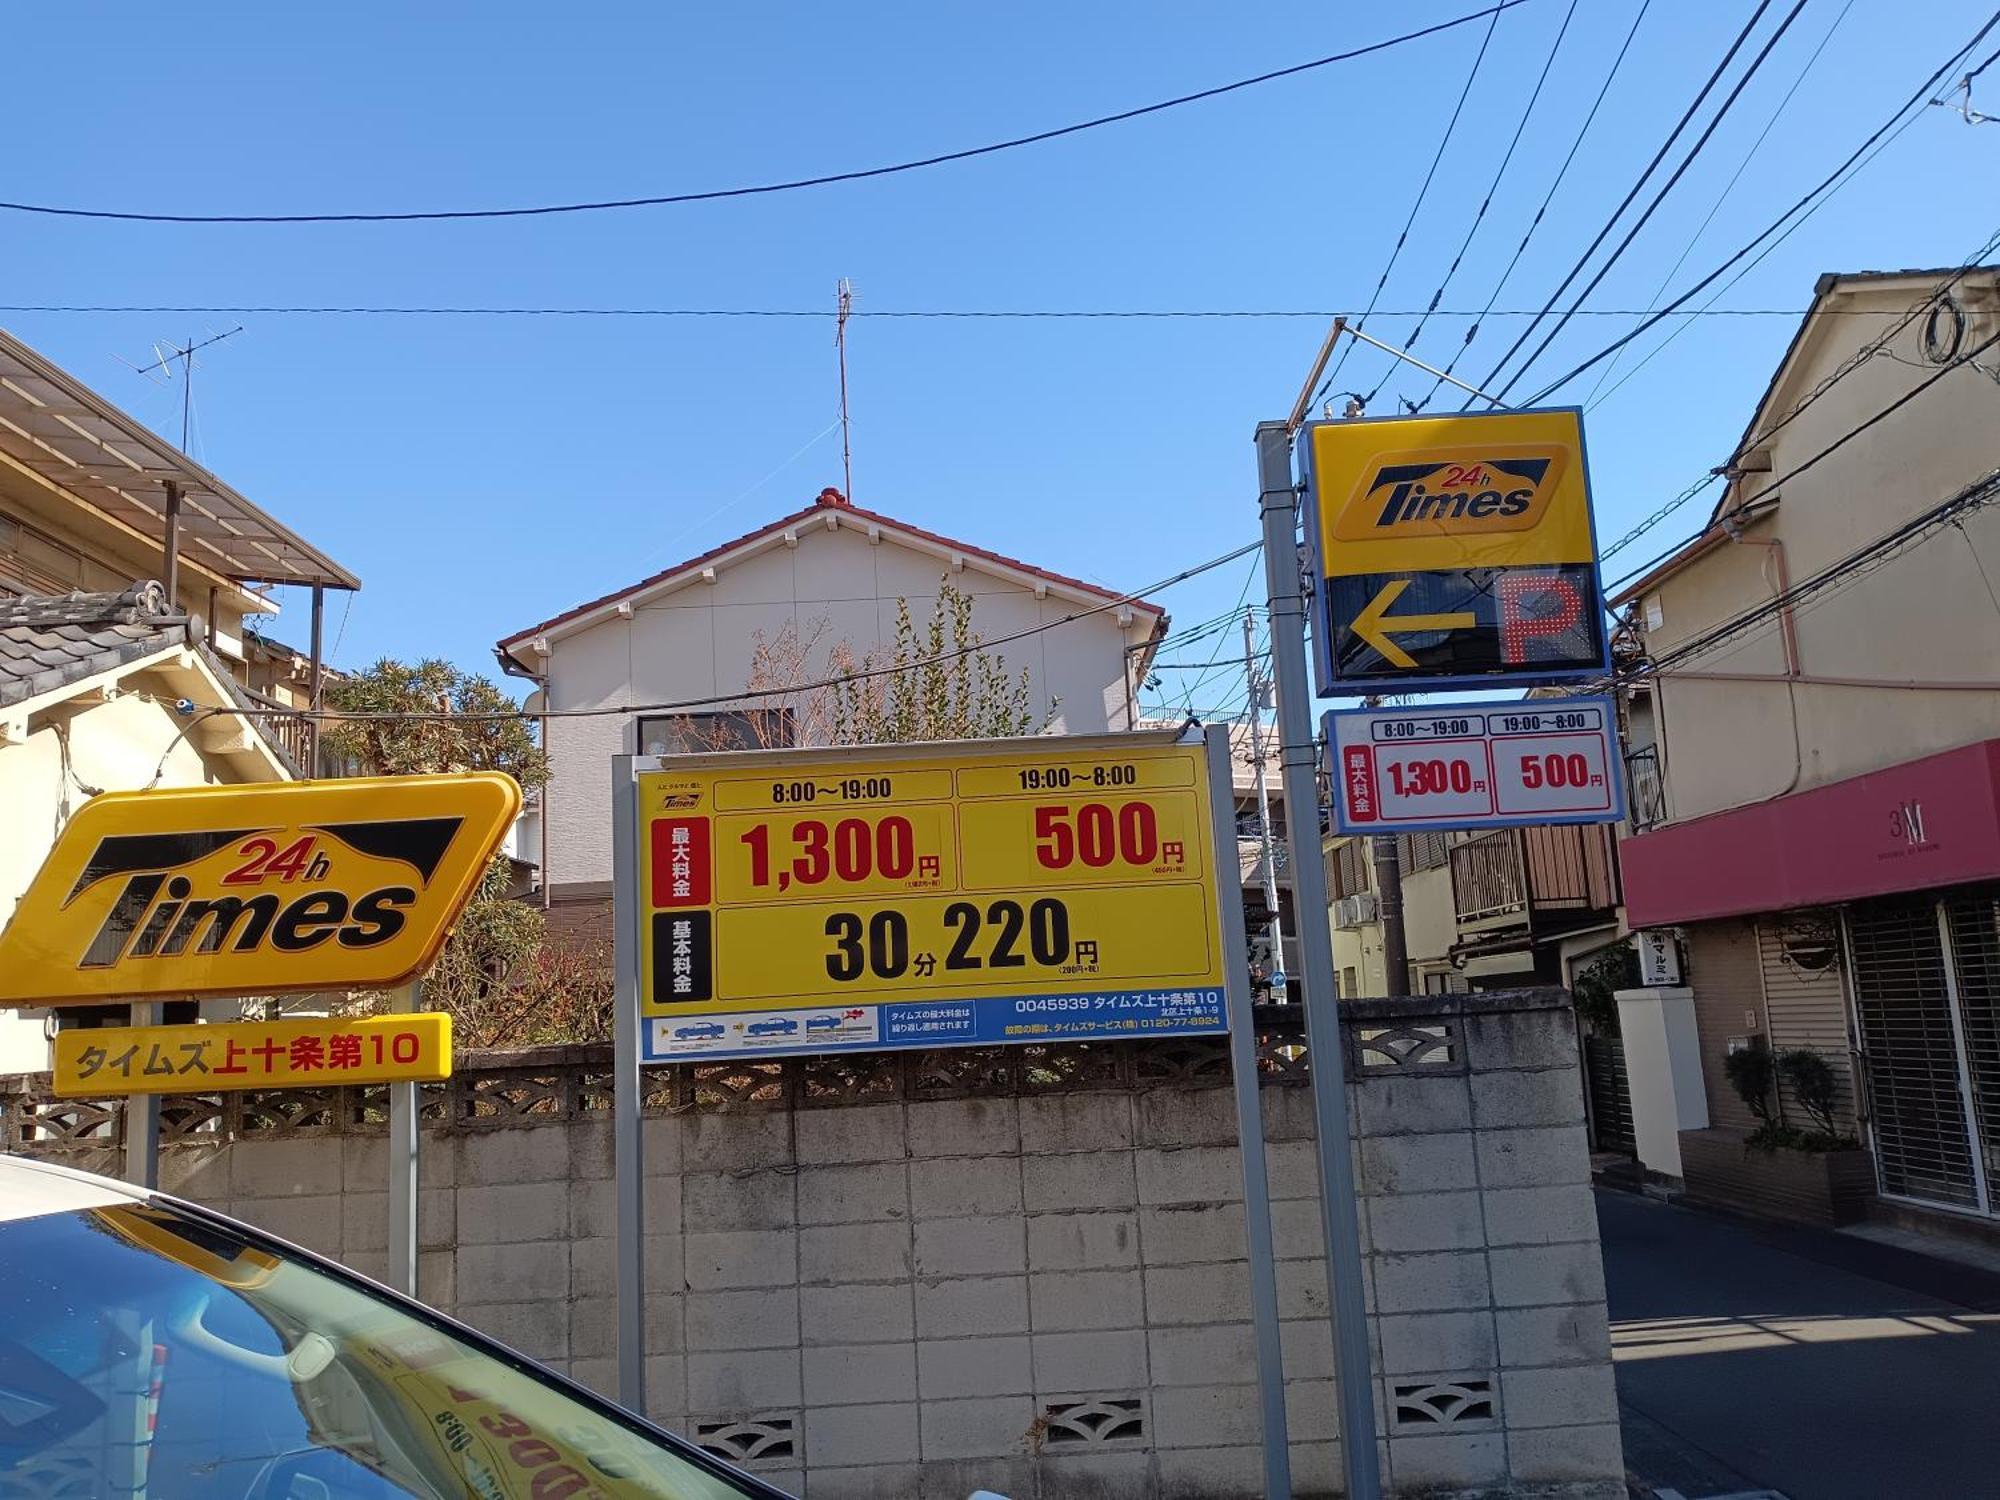 24h
Times
タイムズ 上十条第10
Times
8:00～19:00
19:00～8:00
最大料金
1,300円
500円
基本料金
30分 220円
(200円+税)
タイムズの最大料金は
繰り返し適用されます
0045939 タイムズ上十条第10
北区上十条1-9
故障の際は、タイムズサービス(株) 0120-77-8924
24h
Times
P
8:00～19:00
19:00～8:00
最大料金
1,300円
500円
3M
マルミ